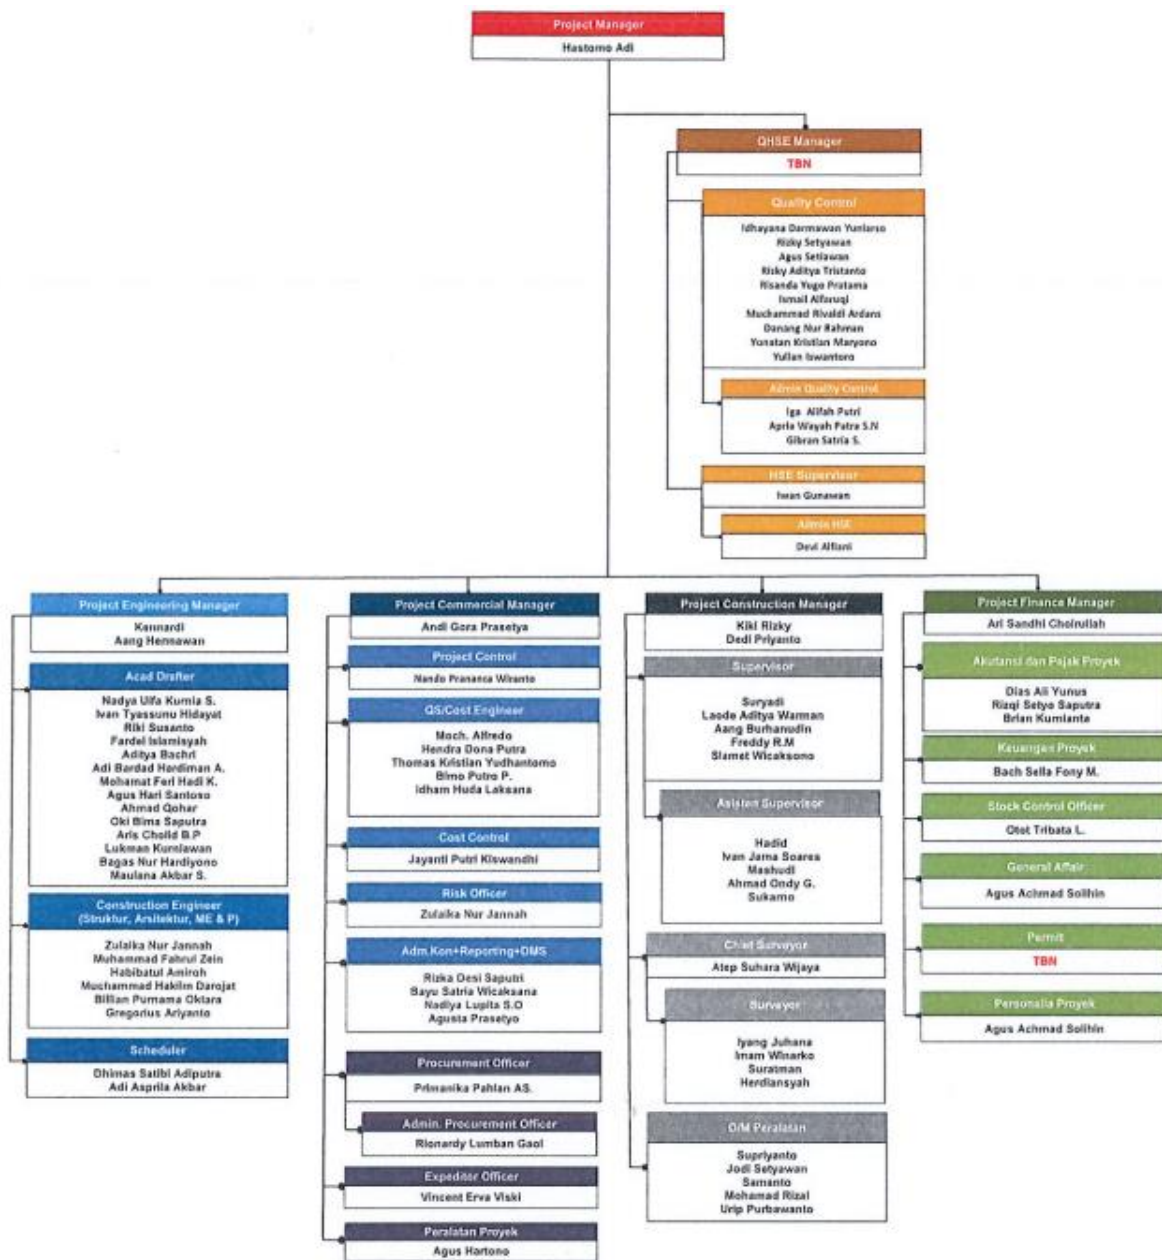 Project Manager
Hastomo Adi
QHSE Manager
TBN
Quality Control
Idhayana Darmawan Yuniarso
Rizky Setyawan
Agus Setiawan
Risky Aditya Tristanto
Risanda Yugo Pratama
Ismail Alfaruqi
Muchammad Rivaldi Ardans
Danang Nur Rahman
Yonatan Kristian Maryono
Yulian Iswantoro
Admin Quality Control
Iga Alifah Putri
Aprla Wayah Putra S.N
Gibran Satria S.
HSE Supervisor
Iwan Gunawan
Admin HSE
Devi Alfiani
Project Engineering Manager
Kennardi
Aang Hennawan
Acad Drafter
Nadya Ulfa Kurnia S.
Ivan Tyassunu Hidayat
Riki Susanto
Fardel Islamisyah
Aditya Bachri
Adi Bardad Hardiman A.
Mohamat Feri Hadi K.
Agus Hari Santoso
Ahmad Qohar
Oki Bima Saputra
Aris Cholid B.P
Lukman Kurniawan
Bagas Nur Hardiyono
Maulana Akbar S.
Construction Engineer
(Struktur, Arsitektur, ME & P)
Zulaika Nur Jannah
Muhammad Fahrul Zein
Habibatul Amiroh
Muchammad Hakiim Darojat
Billian Purnama Oktara
Gregorius Ariyanto
Scheduler
Dhimas Satibi Adiputra
Adi Asprila Akbar
Project Commercial Manager
Andi Gora Prasetya
Project Control
Nando Prananca Wiranto
QS/Cost Engineer
Moch. Alfredo
Hendra Dona Putra
Thomas Kristian Yudhantomo
Bimo Putro P.
Idham Huda Laksana
Cost Control
Jayanti Putri Kiswandhi
Risk Officer
Zulaika Nur Jannah
Adm.Kon+Reporting+DMS
Rizka Desi Saputri
Bayu Satria Wicaksana
Nadiya Lupita S.O
Agusta Prasetyo
Procurement Officer
Primanika Pahlan AS.
Admin. Procurement Officer
Rionardy Lumban Gaol
Expeditor Officer
Vincent Erva Viski
Peralatan Proyek
Agus Hartono
Project Construction Manager
Kiki Rizky
Dedi Priyanto
Supervisor
Suryadi
Laode Aditya Warman
Aang Burhanudin
Freddy R.M
Slamet Wicaksono
Asisten Supervisor
Hadid
Ivan Jama Soares
Mashudi
Ahmad Ondy G.
Sukarno
Chief Surveyor
Atep Suhara Wijaya
Surveyor
Iyang Juhana
Imam Winarko
Suratman
Herdiansyah
O/M Peralatan
Supriyanto
Jodi Setyawan
Samanto
Mohamad Rizal
Urip Purbawanto
Project Finance Manager
Ari Sandhi Choirullah
Akutansi dan Pajak Proyek
Dias Ali Yunus
Rizqi Setyo Saputra
Brian Kumianta
Keuangan Proyek
Bach Sella Fony M.
Stock Control Officer
Otot Tribata L.
General Affair
Agus Achmad Solihin
Permit
TBN
Personalia Proyek
Agus Achmad Solihin